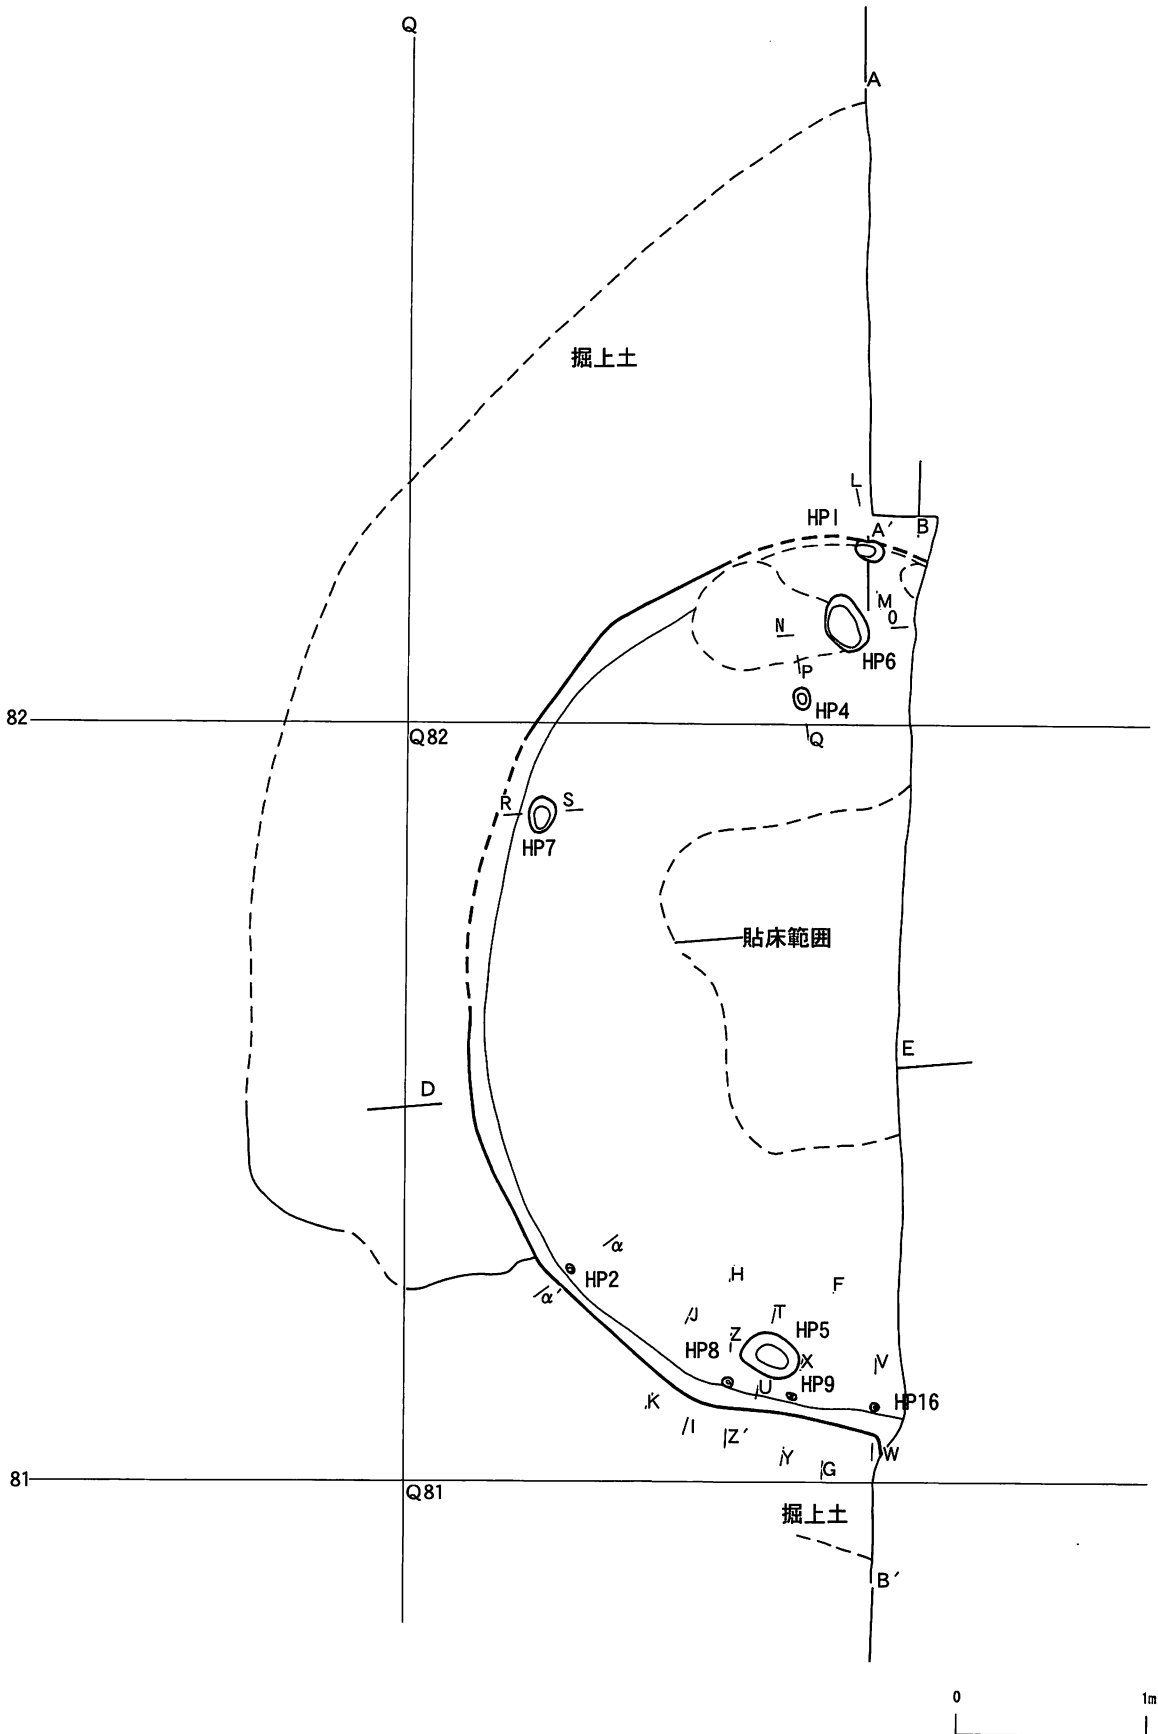 Q
A
掘上土
L
HP1
A′
B
M
O
N
HP6
P
HP4
82
Q82
Q
R
S
HP7
貼床範囲
E
D
α
HP2
α′
H
F
J
T
HP5
Z
HP8
X
V
U
HP9
HP16
K
I
Z′
Y
W
G
81
Q81
掘上土
B′
0
1m